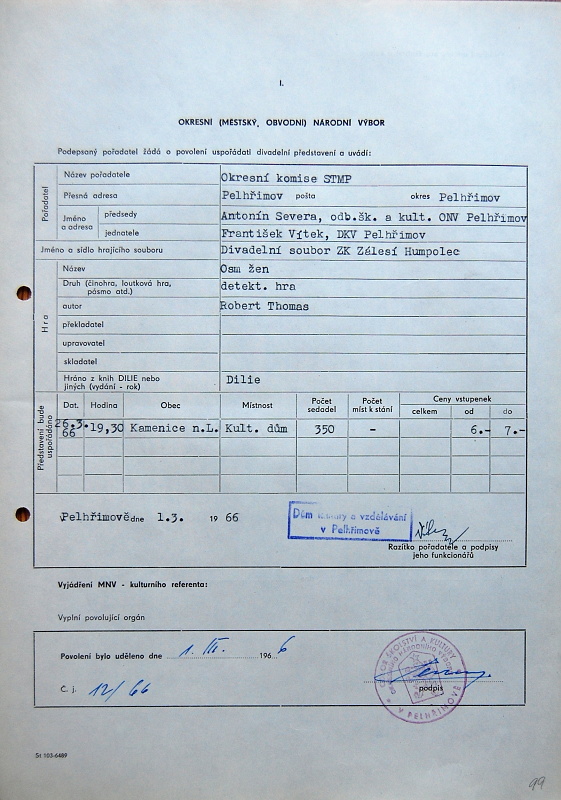 I.
OKRESNÍ (MĚSTSKÝ, OBVODNÍ) NÁRODNÍ VÝBOR
Podepsaný pořadatel žádá o povolení uspořádati divadelní představení a uvádí:
Pořadatel
Název pořadatele Okresní komise STMP
Přesná adresa Pelhřimov pošta okres Pelhřimov
Jméno a adresa
předsedy Antonín Severa, odb.šk. a kult. ONV Pelhřimov
jednatele František Vítek, DKV Pelhřimov
Jméno a sídlo hrajícího souboru Divadelní soubor ZK Zálesí Humpolec
Hra
Název Osm žen
Druh (činohra, loutková hra, pásmo atd.) detekt. hra
autor Robert Thomas
překladatel
upravovatel
skladatel
Hráno z knih DILIE nebo jiných (vydání - rok) Dilie
Představení bude uspořádáno
Dat. Hodina Obec Místnost Počet sedadel Počet míst k stání Ceny vstupenek
celkem od do
26.3. 66 19,30 Kamenice n.L. Kult. dům 350 – 6.- 7.-
v Pelhřimově dne 1.3. 19 66
Dům kultury a vzdělávání
v Pelhřimově
Razítko pořadatele a podpisy
jeho funkcionářů
Vyjádření MNV - kulturního referenta:
Vyplní povolující orgán
Povolení bylo uděleno dne 1. III. 196 6
Č. j. 12/66
ODBOR ŠKOLSTVÍ A KULTURY
V PELHŘIMOVĚ
podpis
St 103-6489
99